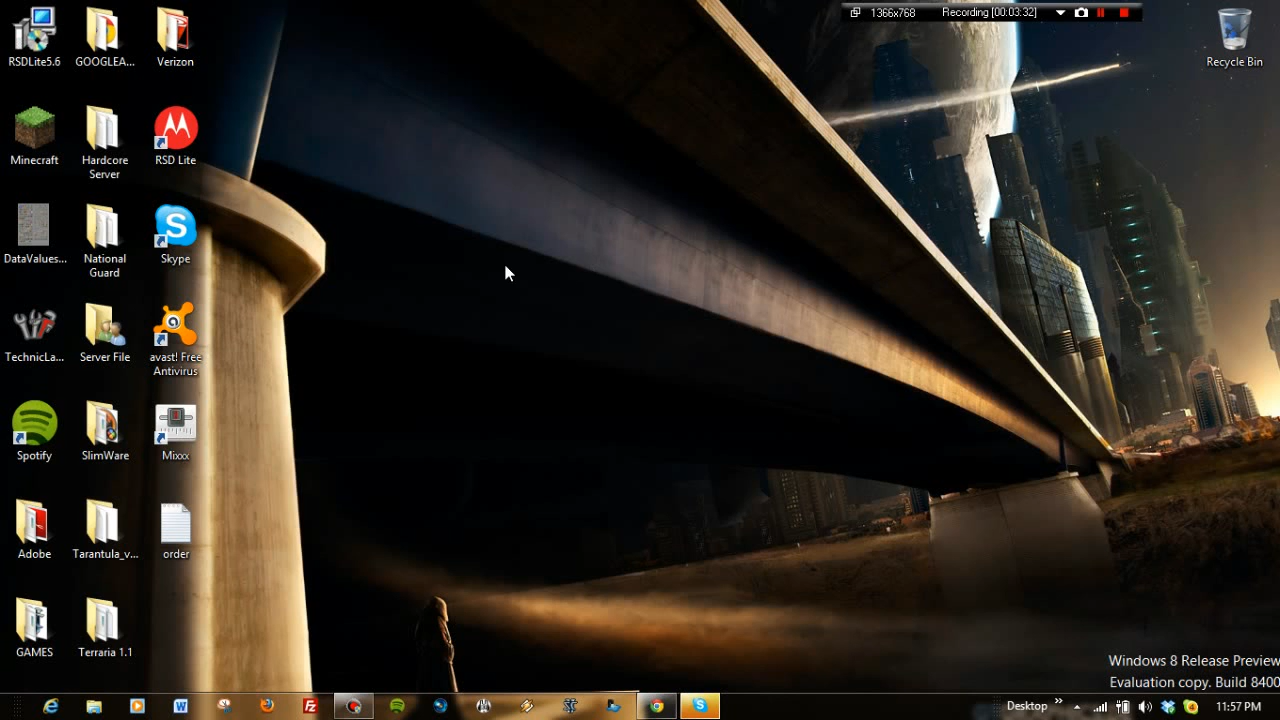 1366x768 Recording [00:03:32]
RSDLite5.6 GOOGLEA... Verizon Recycle Bin
Minecraft Hardcore Server RSD Lite
DataValues... National Guard Skype
TechnicLa... Server File avast! Free Antivirus
Spotify SlimWare Mixxx
Adobe Tarantula_v... order
GAMES Terraria 1.1
Windows 8 Release Preview
Evaluation copy. Build 8400
Desktop 11:57 PM